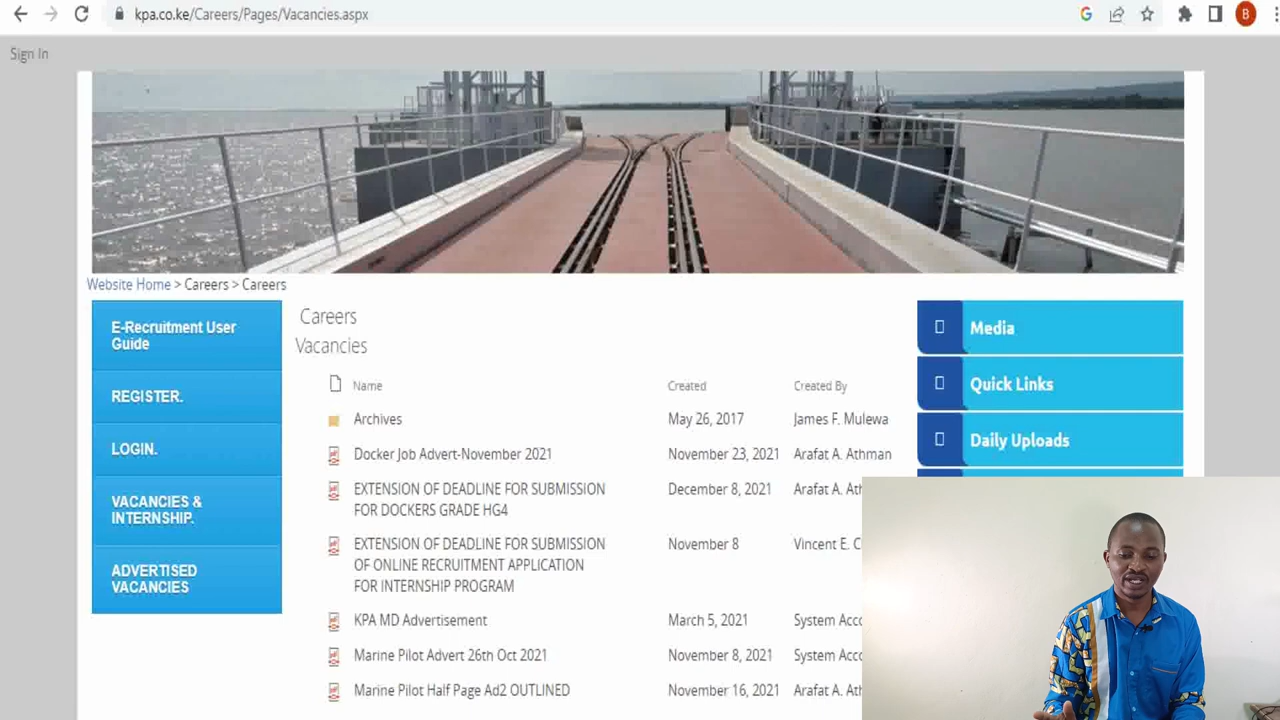 kpa.co.ke/Careers/Pages/Vacancies.aspx
B
Sign In
Website Home > Careers > Careers
E-Recruitment User
Guide
REGISTER.
LOGIN.
VACANCIES &
INTERNSHIP.
ADVERTISED
VACANCIES
Careers
Vacancies
Name Created Created By
Archives May 26, 2017 James F. Mulewa
Docker Job Advert-November 2021 November 23, 2021 Arafat A. Athman
EXTENSION OF DEADLINE FOR SUBMISSION December 8, 2021 Arafat A.
FOR DOCKERS GRADE HG4
EXTENSION OF DEADLINE FOR SUBMISSION November 8 Vincent E.
OF ONLINE RECRUITMENT APPLICATION
FOR INTERNSHIP PROGRAM
KPA MD Advertisement March 5, 2021 System
Marine Pilot Advert 26th Oct 2021 November 8, 2021 System
Marine Pilot Half Page Ad2 OUTLINED November 16, 2021 Arafat A.
Media
Quick Links
Daily Uploads